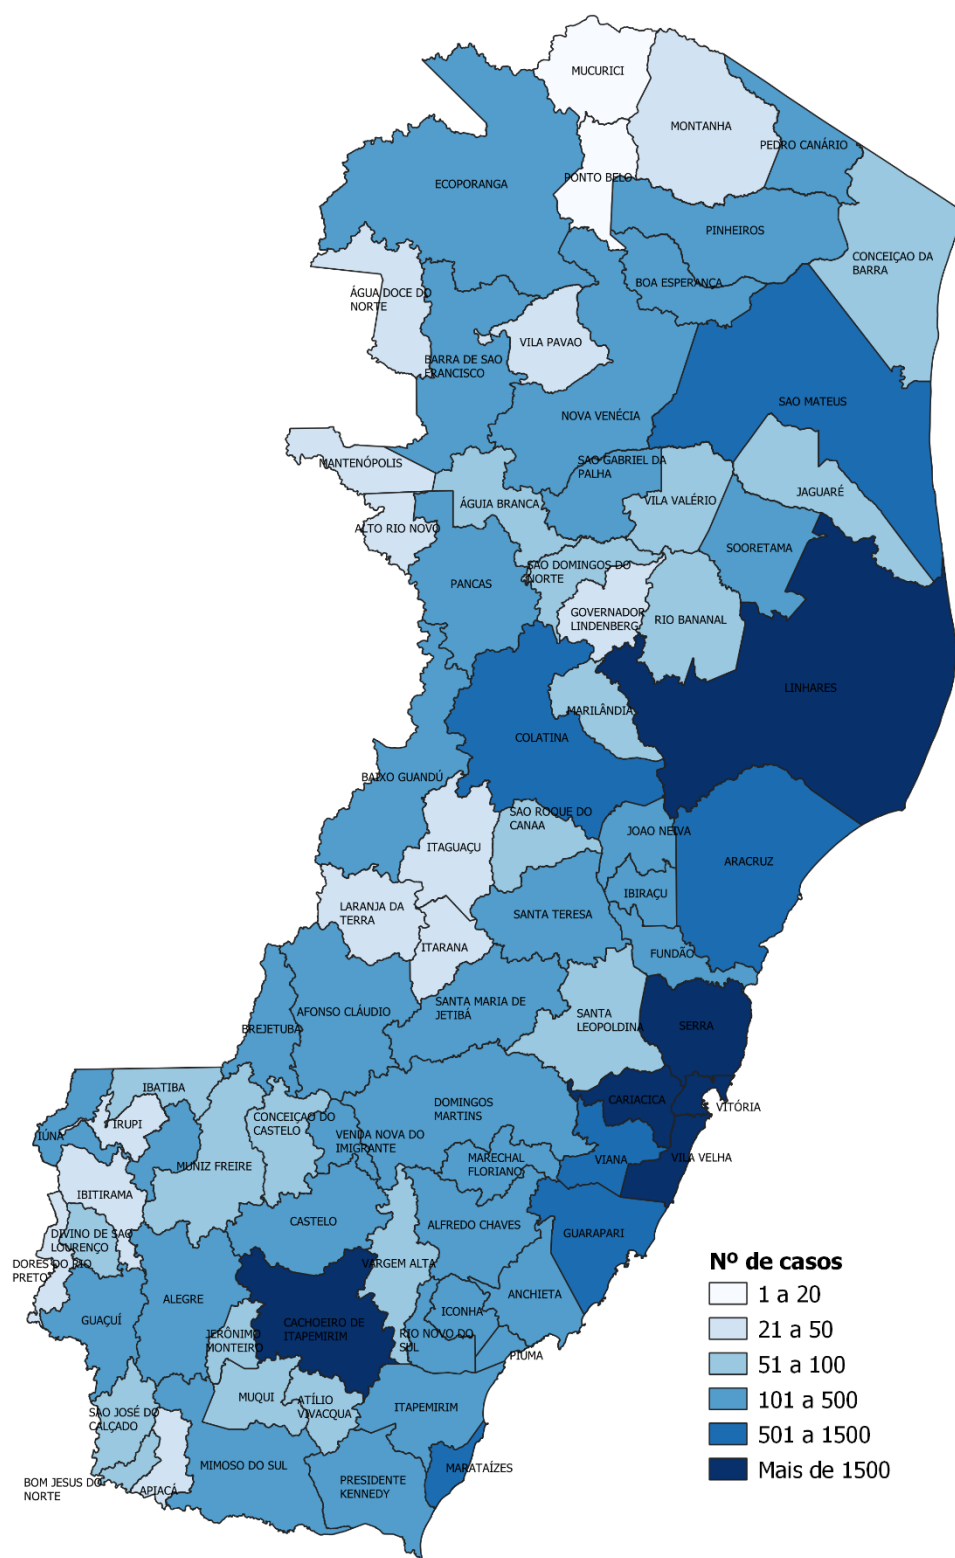 MUCURICI
MONTANHA
PEDRO CANÁRIO
PONTO BELO
ECOPORANGA
PINHEIROS
CONCEIÇAO DA
BARRA
BOA ESPERANÇA
ÁGUA DOCE DO
NORTE
VILA PAVAO
BARRA DE SAO
FRANCISCO
SAO MATEUS
NOVA VENÉCIA
MANTENÓPOLIS
SAO GABRIEL DA
PALHA
JAGUARÉ
ÁGUIA BRANCA
VILA VALÉRIO
ALTO RIO NOVO
SOORETAMA
SAO DOMINGOS DO
NORTE
PANCAS
GOVERNADOR
LINDENBERG
RIO BANANAL
LINHARES
MARILÂNDIA
COLATINA
BAIXO GUANDÚ
SAO ROQUE DO
CANAA
JOAO NEIVA
ITAGUAÇU
ARACRUZ
IBIRAÇU
LARANJA DA
TERRA
SANTA TERESA
ITARANA
FUNDÃO
SANTA MARIA DE
JETIBÁ
AFONSO CLÁUDIO
SANTA
LEOPOLDINA
SERRA
BREJETUBA
IBATIBA
DOMINGOS
MARTINS
CARIACICA
VITÓRIA
CONCEIÇAO DO
CASTELO
IRUPI
IÚNA
VENDA NOVA DO
IMIGRANTE
MARECHAL
FLORIANO
VIANA
VILA VELHA
MUNIZ FREIRE
IBITIRAMA
CASTELO
ALFREDO CHAVES
GUARAPARI
DIVINO DE SAO
LOURENÇO
DORES DO RIO
PRETO
VARGEM ALTA
ANCHIETA
ALEGRE
ICONHA
GUAÇUÍ
CACHOEIRO DE
ITAPEMIRIM
JERÔNIMO
MONTEIRO
RIO NOVO DO
SUL
PIUMA
MUQUI
ATÍLIO
VIVACQUA
ITAPEMIRIM
SAO JOSÉ DO
CALÇADO
MIMOSO DO SUL
MARATAÍZES
PRESIDENTE
KENNEDY
BOM JESUS DO
NORTE
APIACÁ
Nº de casos
1 a 20
21 a 50
51 a 100
101 a 500
501 a 1500
Mais de 1500